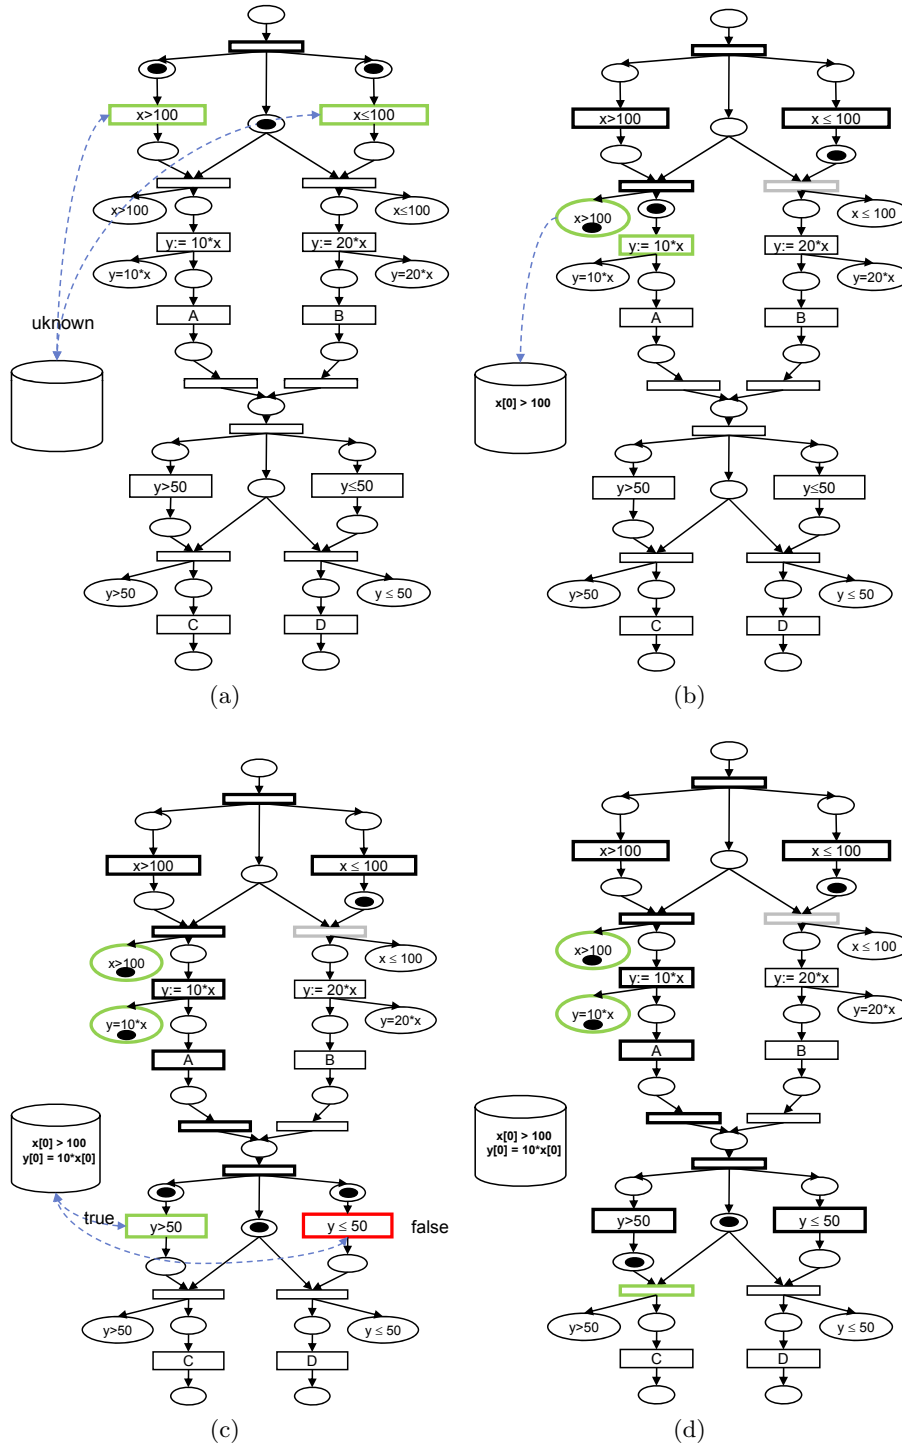 x>100
x≤100
x>100
x≤100
y:= 10*x
y:= 20*x
y=10*x
y=20*x
A
B
uknown
y>50
y≤50
y>50
y ≤ 50
C
D
(a)
x>100
x ≤ 100
x>100
x ≤ 100
y:= 10*x
y:= 20*x
y=10*x
y=20*x
A
B
x[0] > 100
y>50
y≤50
y>50
y ≤ 50
C
D
(b)
x>100
x ≤ 100
x>100
x ≤ 100
y:= 10*x
y:= 20*x
y=10*x
y=20*x
A
B
x[0] > 100
y[0] = 10*x[0]
true
y>50
y ≤ 50
false
y>50
y ≤ 50
C
D
(c)
x>100
x ≤ 100
x>100
x ≤ 100
y:= 10*x
y:= 20*x
y=10*x
y=20*x
A
B
x[0] > 100
y[0] = 10*x[0]
y>50
y ≤ 50
y>50
y ≤ 50
C
D
(d)